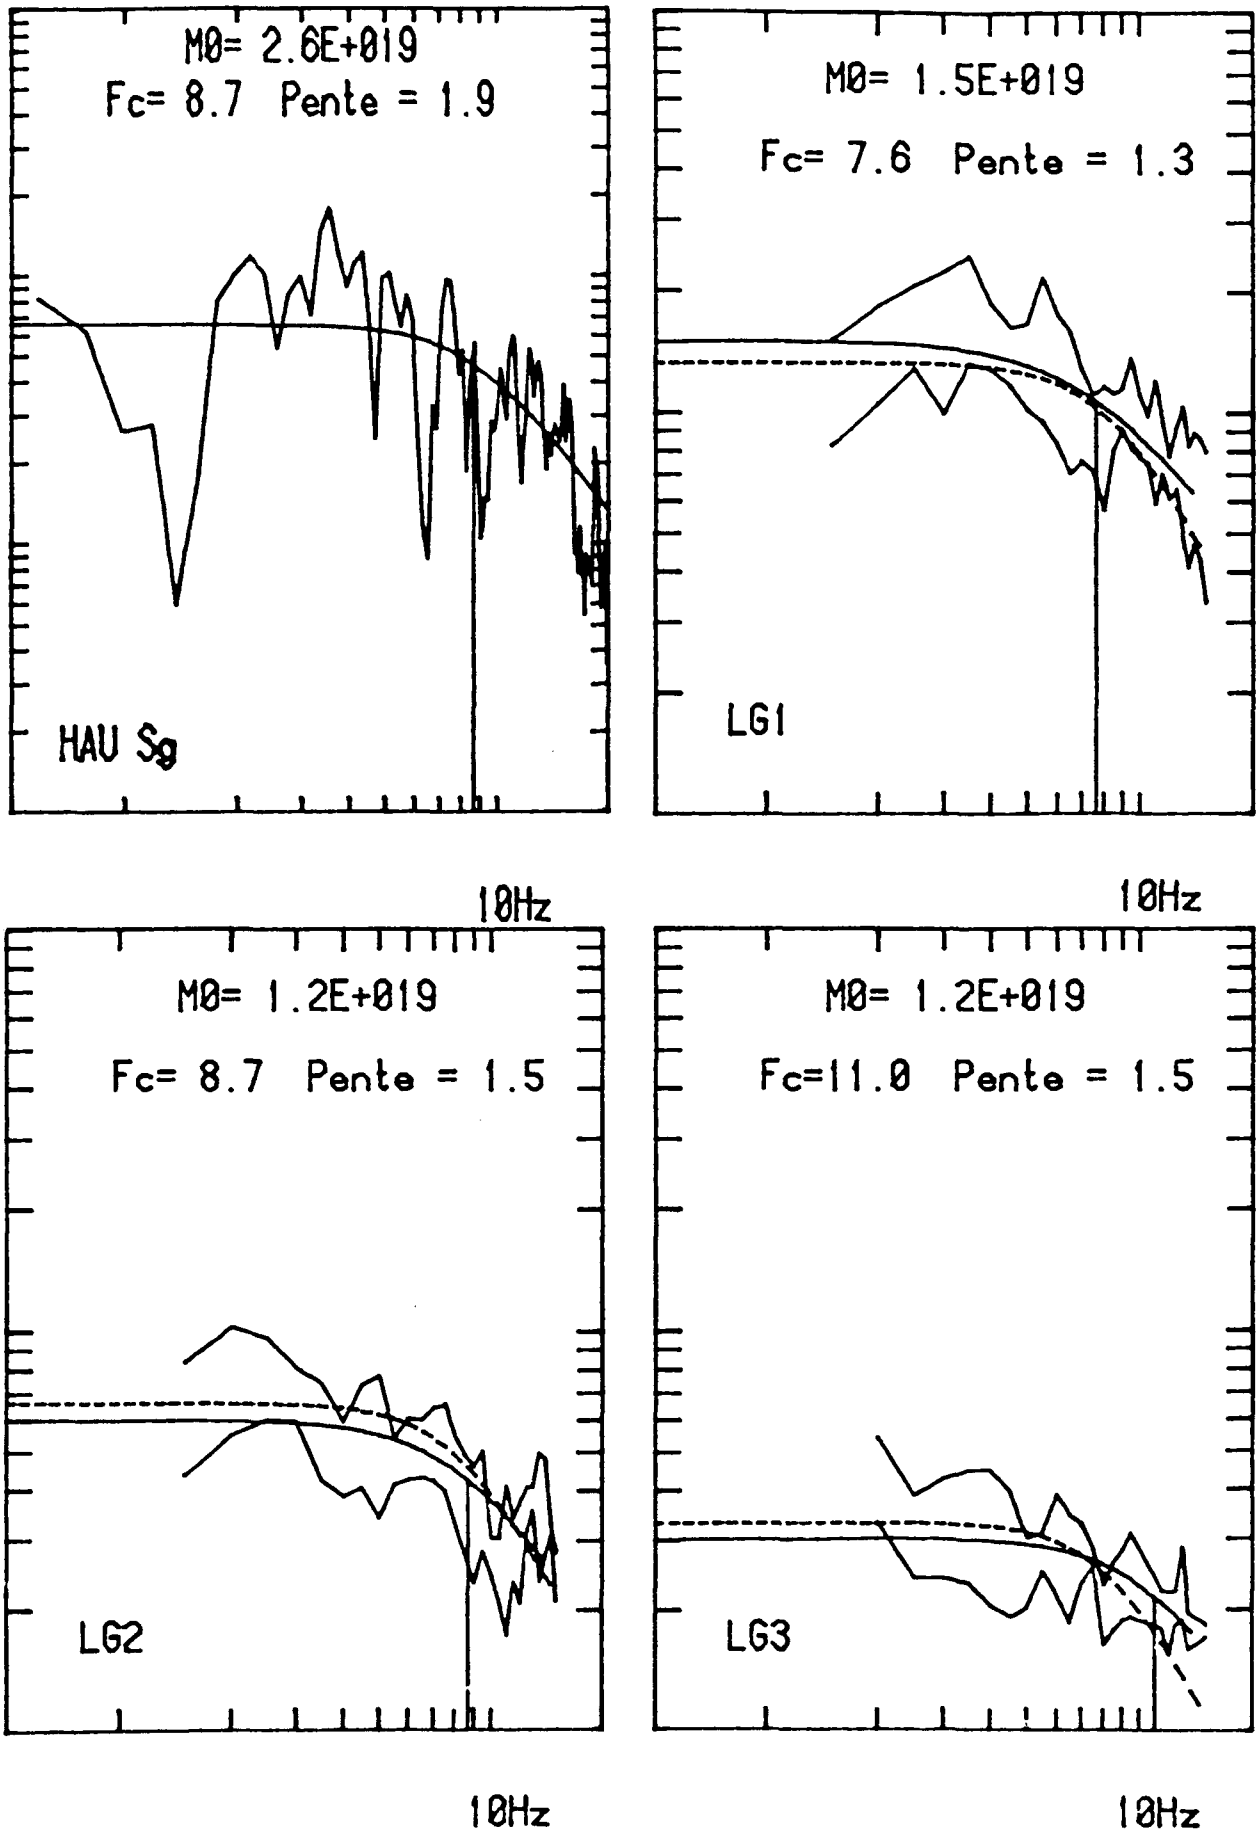 M0= 2.6E+019
Fc= 8.7 Pente = 1.9
HAU Sg
10Hz
M0= 1.5E+019
Fc= 7.6 Pente = 1.3
LG1
10Hz
M0= 1.2E+019
Fc= 8.7 Pente = 1.5
LG2
10Hz
M0= 1.2E+019
Fc=11.0 Pente = 1.5
LG3
10Hz